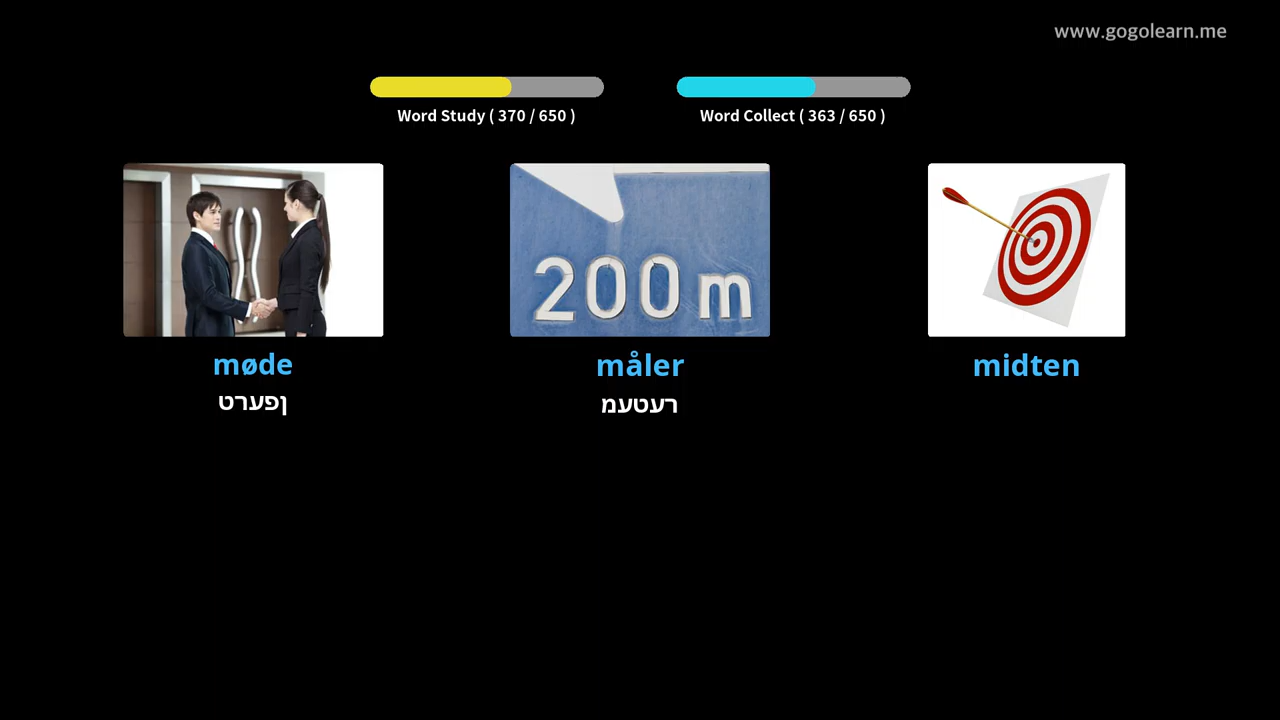 www.gogolearn.me
Word Study ( 370 / 650 )
Word Collect ( 363 / 650 )
200 m
møde
måler
midten
טרעפן
מעטער